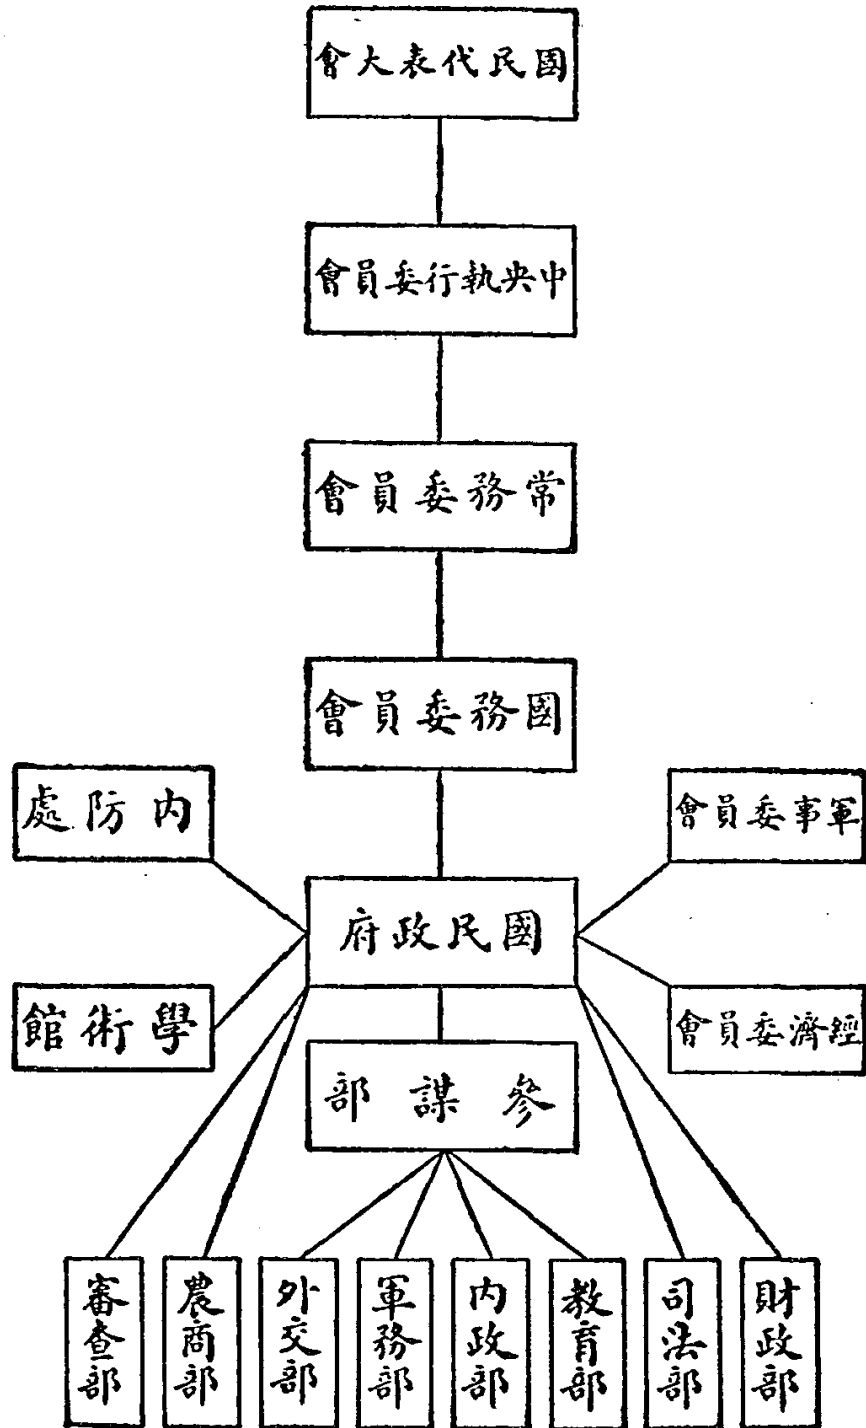 國民代表大會
中央執行委員會
常務委員會
國務委員會
軍事委員會
內防處
國民政府
經濟委員會
學術館
參謀部
財政部
司法部
教育部
內政部
軍務部
外交部
農商部
審查部